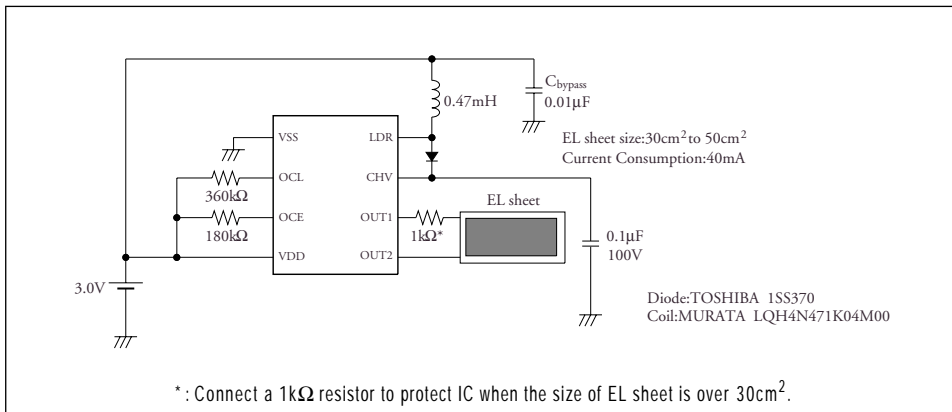 C_bypass
0.01μF
0.47mH
EL sheet size:30cm² to 50cm²
Current Consumption:40mA
VSS
LDR
OCL
CHV
360kΩ
EL sheet
OCE
OUT1
180kΩ
1kΩ*
0.1μF
100V
VDD
OUT2
3.0V
Diode:TOSHIBA 1SS370
Coil:MURATA LQH4N471K04M00
*: Connect a 1kΩ resistor to protect IC when the size of EL sheet is over 30cm².